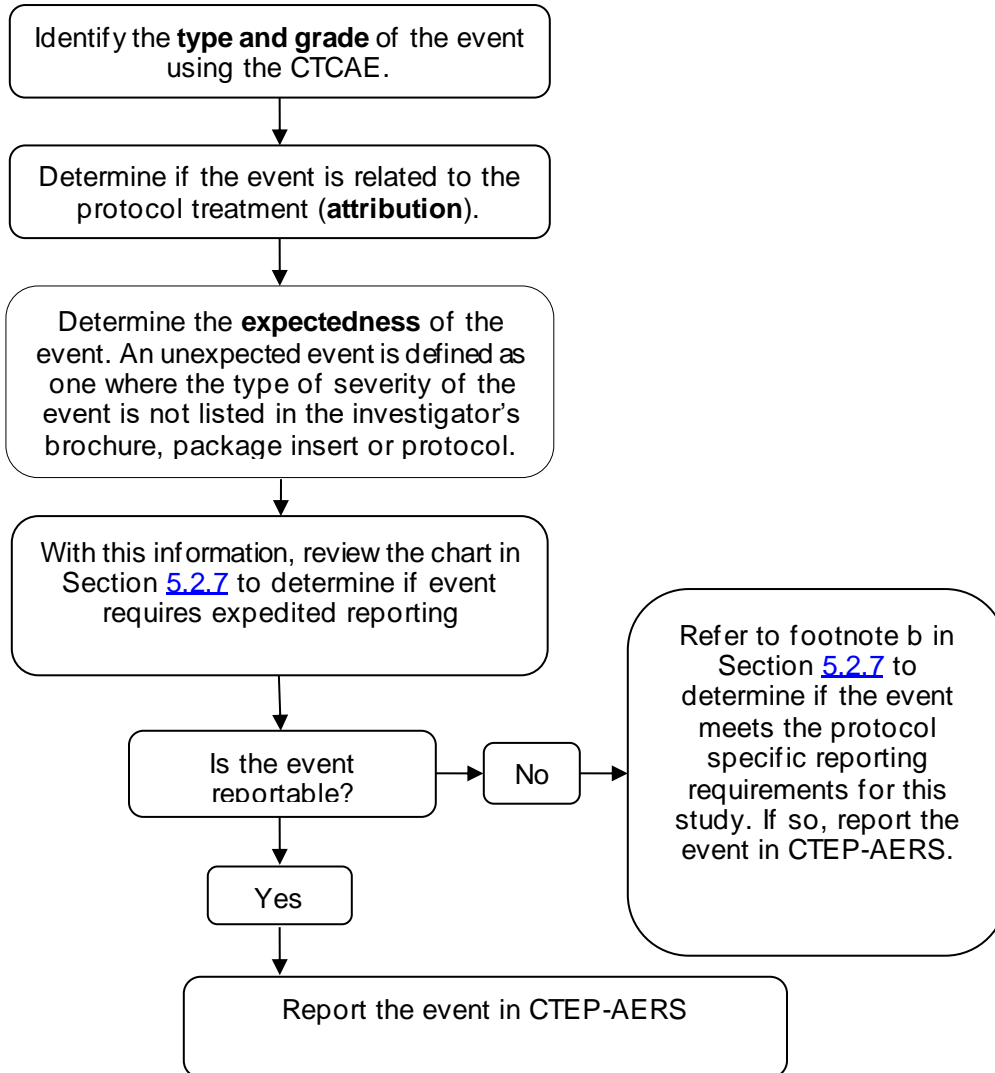 Identify the type and grade of the event
using the CTCAE.
Determine if the event is related to the
protocol treatment (attribution).
Determine the expectedness of the
event. An unexpected event is defined as
one where the type of severity of the
event is not listed in the investigator’s
brochure, package insert or protocol.
With this information, review the chart in
Section 5.2.7 to determine if event
requires expedited reporting
Is the event
reportable?
No
Refer to footnote b in
Section 5.2.7 to
determine if the event
meets the protocol
specific reporting
requirements for this
study. If so, report the
event in CTEP-AERS.
Yes
Report the event in CTEP-AERS